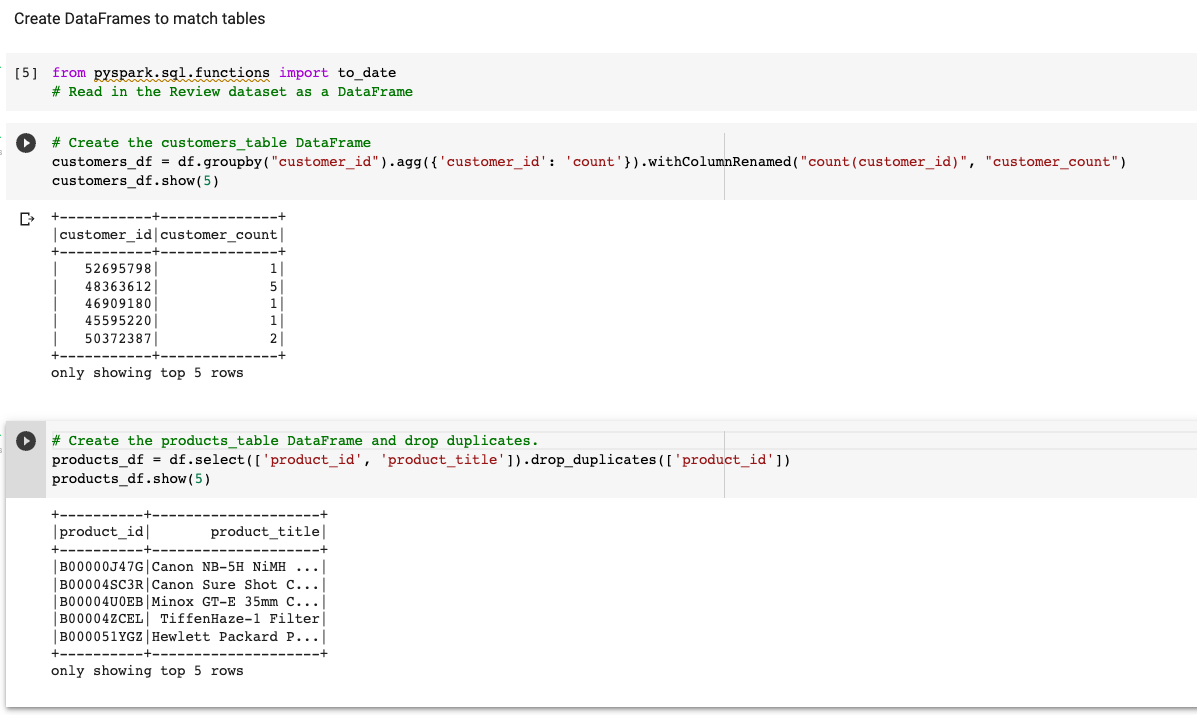 Create DataFrames to match tables
[5] from pyspark.sql.functions import to_date
# Read in the Review dataset as a DataFrame
# Create the customers_table DataFrame
customers_df = df.groupby("customer_id").agg({'customer_id': 'count'}).withColumnRenamed("count(customer_id)", "customer_count")
customers_df.show(5)
+-----------+--------------+
|customer_id|customer_count|
+-----------+--------------+
|   52695798|             1|
|   48363612|             5|
|   46909180|             1|
|   45595220|             1|
|   50372387|             2|
+-----------+--------------+
only showing top 5 rows
# Create the products_table DataFrame and drop duplicates.
products_df = df.select(['product_id', 'product_title']).drop_duplicates(['product_id'])
products_df.show(5)
+----------+--------------------+
|product_id|       product_title|
+----------+--------------------+
|B00000J47G|Canon NB-5H NiMH ...|
|B00004SC3R|Canon Sure Shot C...|
|B00004U0EB|Minox GT-E 35mm C...|
|B00004ZCEL| TiffenHaze-1 Filter|
|B000051YGZ|Hewlett Packard P...|
+----------+--------------------+
only showing top 5 rows